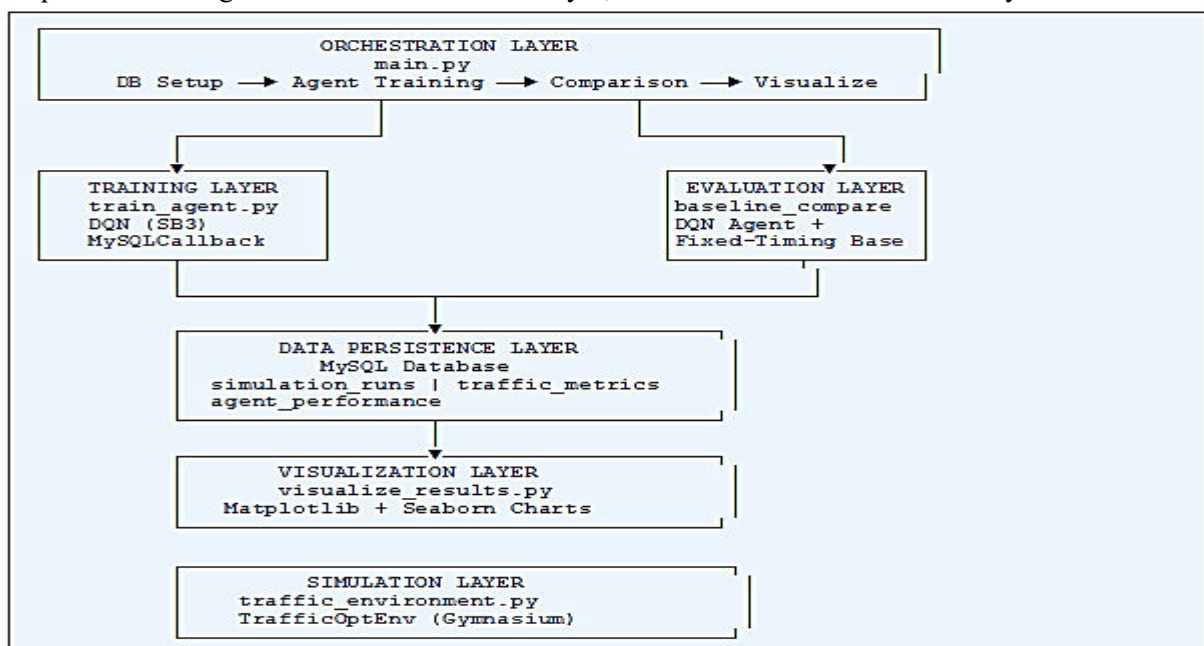 ORCHESTRATION LAYER
main.py
DB Setup → Agent Training → Comparison → Visualize
TRAINING LAYER
train_agent.py
DQN (SB3)
MySQLCallback
EVALUATION LAYER
baseline_compare
DQN Agent +
Fixed-Timing Base
DATA PERSISTENCE LAYER
MySQL Database
simulation_runs | traffic_metrics
agent_performance
VISUALIZATION LAYER
visualize_results.py
Matplotlib + Seaborn Charts
SIMULATION LAYER
traffic_environment.py
TrafficOptEnv (Gymnasium)